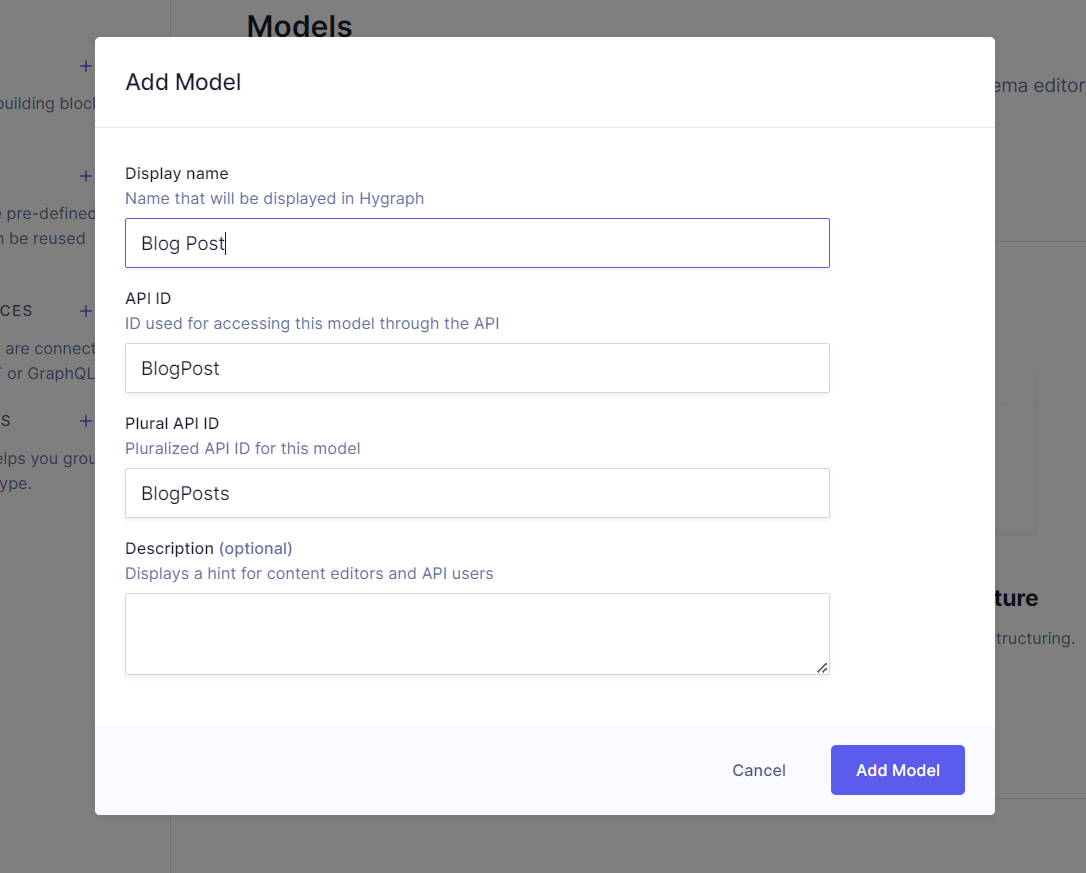 Models
ema editor
Add Model
building block
Display name
Name that will be displayed in Hygraph
Blog Post
pre-defined
be reused
API ID
ID used for accessing this model through the API
BlogPost
CES
are connect
or GraphQL
Plural API ID
Pluralized API ID for this model
BlogPosts
S
elps you grou
ype.
Description (optional)
Displays a hint for content editors and API users
ture
tructuring.
Cancel
Add Model